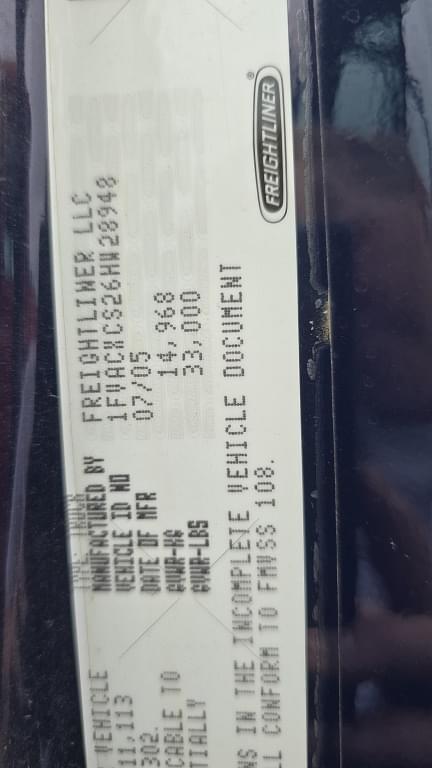 FREIGHTLINER
MANUFACTURED BY FREIGHTLINER LLC
VEHICLE ID NO 1FVACXCS26HW28948
VEHICLE DATE OF MFR 07/05
11,113 GVWR-KG 14,968
302 GVWR-LBS 33,000
CABLE TO
TIALLY
NS IN THE INCOMPLETE VEHICLE DOCUMENT
LL CONFORM TO FMVSS 108.